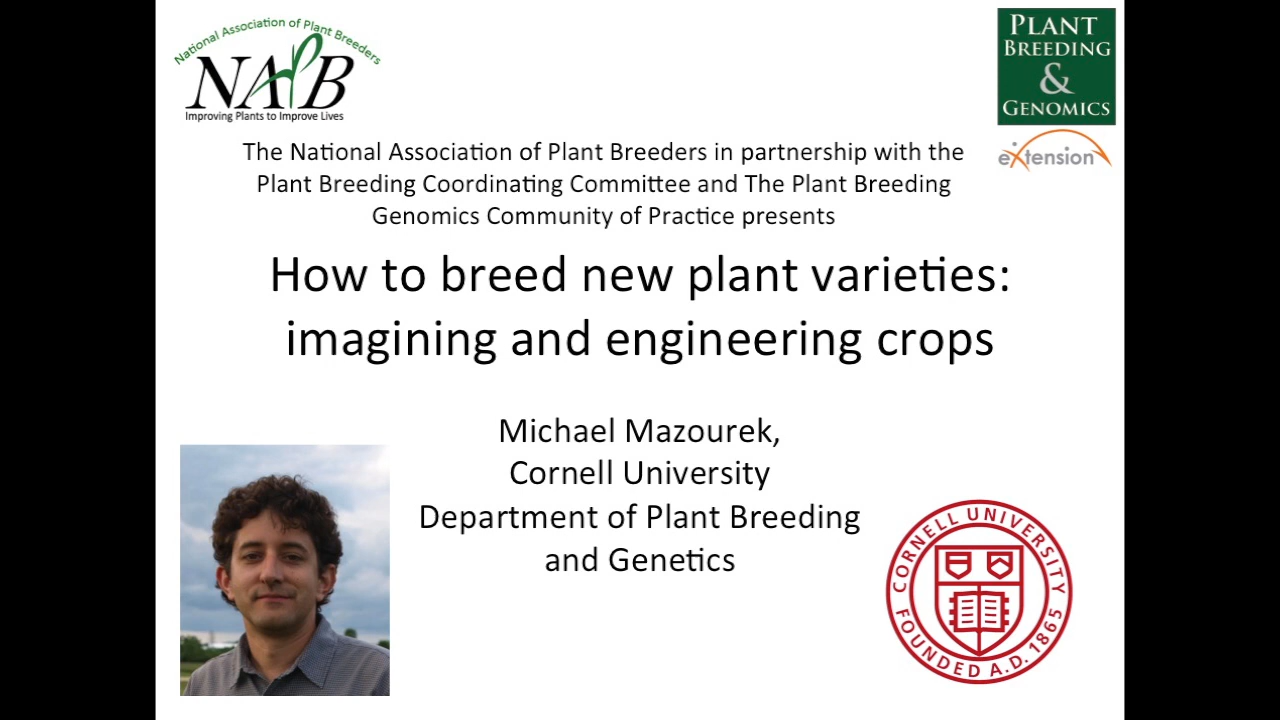 National Association of Plant Breeders
NAPB
Improving Plants to Improve Lives
PLANT
BREEDING
&
GENOMICS
eXtension
The National Association of Plant Breeders in partnership with the
Plant Breeding Coordinating Committee and The Plant Breeding
Genomics Community of Practice presents
How to breed new plant varieties:
imagining and engineering crops
Michael Mazourek,
Cornell University
Department of Plant Breeding
and Genetics
CORNELL UNIVERSITY
FOUNDED A.D. 1865